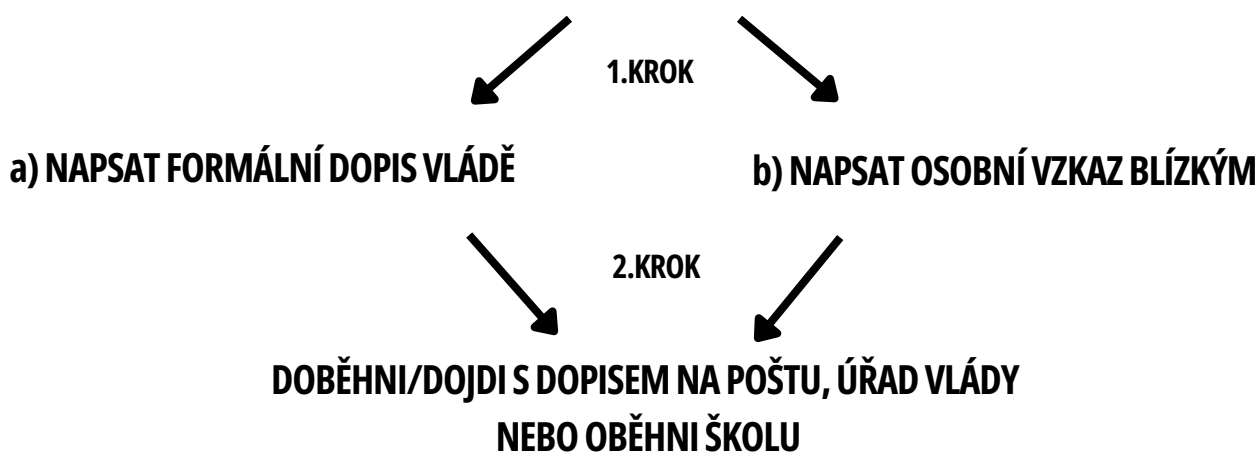 1.KROK
a) NAPSAT FORMÁLNÍ DOPIS VLÁDĚ
b) NAPSAT OSOBNÍ VZKAZ BLÍZKÝM
2.KROK
DOBĚHNI/DOJDI S DOPISEM NA POŠTU, ÚŘAD VLÁDY
NEBO OBĚHNI ŠKOLU